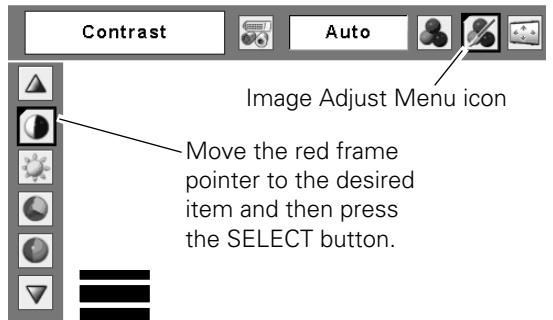 Contrast
Auto
Image Adjust Menu icon
Move the red frame
pointer to the desired
item and then press
the SELECT button.